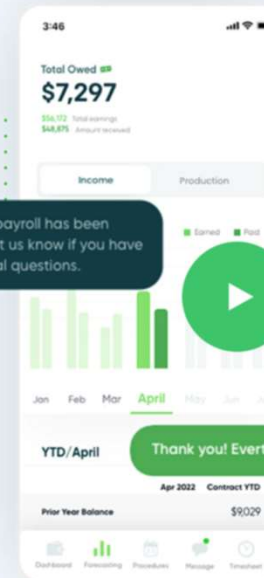 3:46
Total Owed
$7,297
$56,172 Total earnings
$48,875 Amount received
Income Production
payroll has been
t us know if you have
al questions.
Earned Paid
Jan Feb Mar April May Jun
Thank you! Evert
YTD/April
Apr 2022 Contract YTD
Prior Year Balance $9,029
Dashboard Forecasting Procedures Message Timesheet